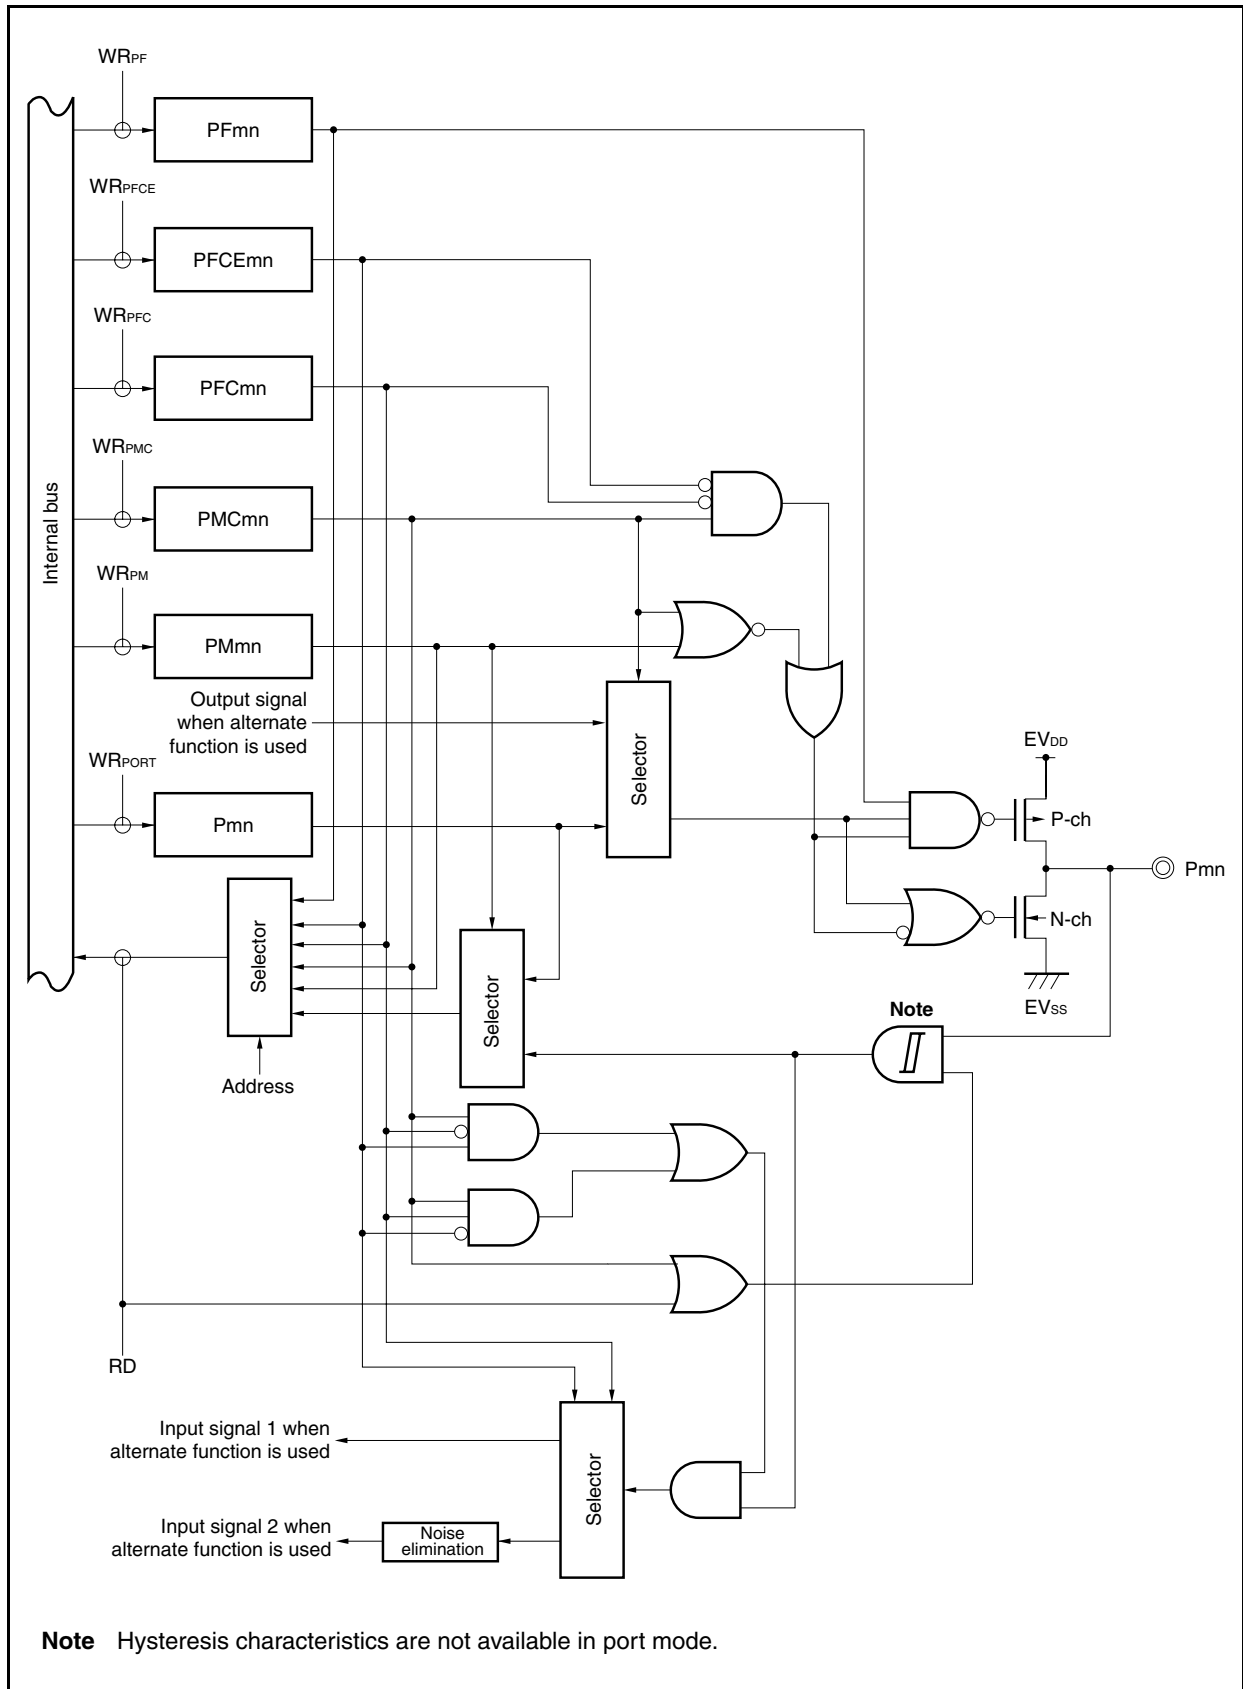 WRPF
PFmn
WRPFCE
PFCEmn
WRPFC
PFCmn
WRPMC
PMCmn
Internal bus
WRPM
PMmn
Output signal
when alternate
function is used
Selector
WRPORT
Pmn
EVDD
P-ch
Pmn
N-ch
EVSS
Selector
Selector
Note
Address
RD
Input signal 1 when
alternate function is used
Selector
Input signal 2 when
alternate function is used
Noise
elimination
Note Hysteresis characteristics are not available in port mode.